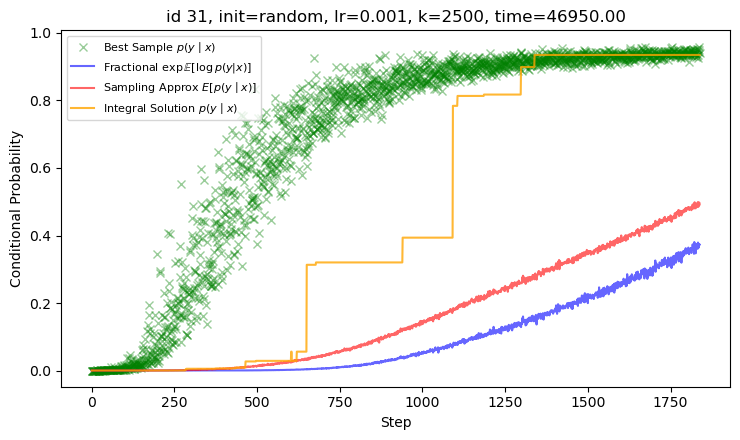 id 31, init=random, lr=0.001, k=2500, time=46950.00
Best Sample p(y | x)
Fractional exp𝔼[log p(y|x)]
Sampling Approx E[p(y | x)]
Integral Solution p(y | x)
Conditional Probability
1.0
0.8
0.6
0.4
0.2
0.0
0
250
500
750
1000
1250
1500
1750
Step